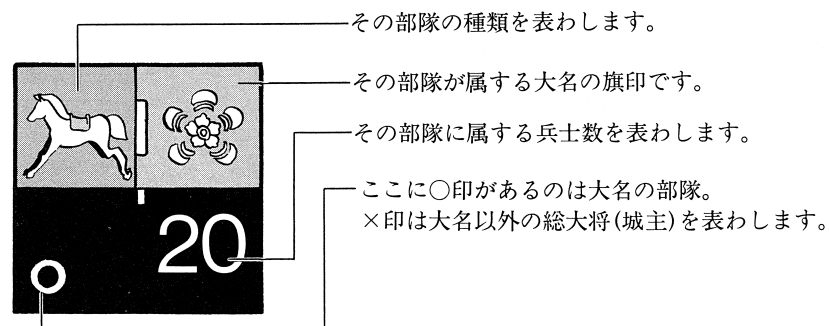 その部隊の種類を表わします。
その部隊が属する大名の旗印です。
その部隊に属する兵士数を表わします。
ここに○印があるのは大名の部隊。
×印は大名以外の総大将(城主)を表わします。
20